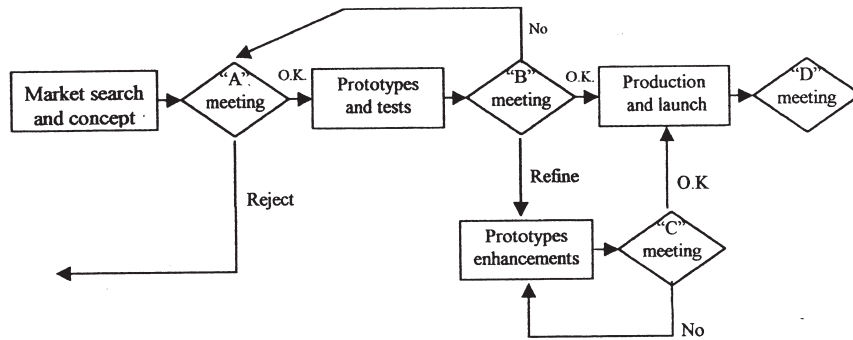 No
Market search
and concept
“A”
meeting
O.K.
Prototypes
and tests
“B”
meeting
O.K.
Production
and launch
“D”
meeting
Reject
Refine
O.K
Prototypes
enhancements
“C”
meeting
No